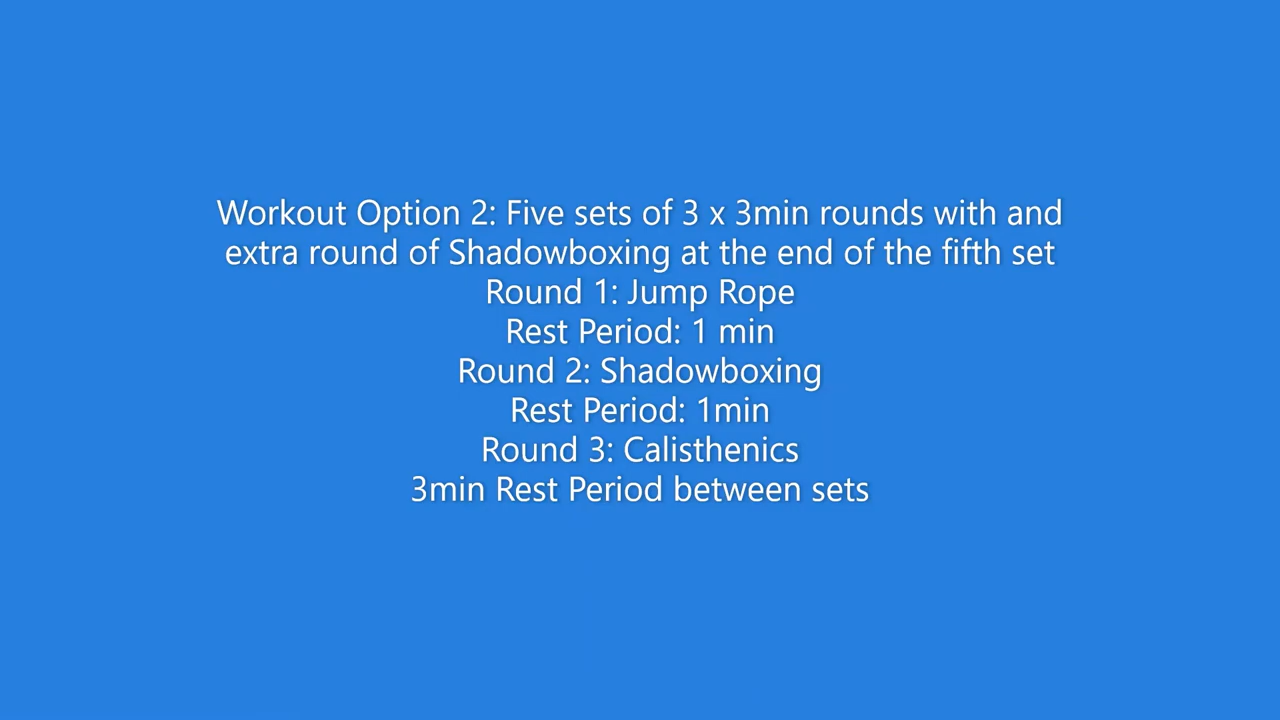 Workout Option 2: Five sets of 3 x 3min rounds with and
extra round of Shadowboxing at the end of the fifth set
Round 1: Jump Rope
Rest Period: 1 min
Round 2: Shadowboxing
Rest Period: 1min
Round 3: Calisthenics
3min Rest Period between sets